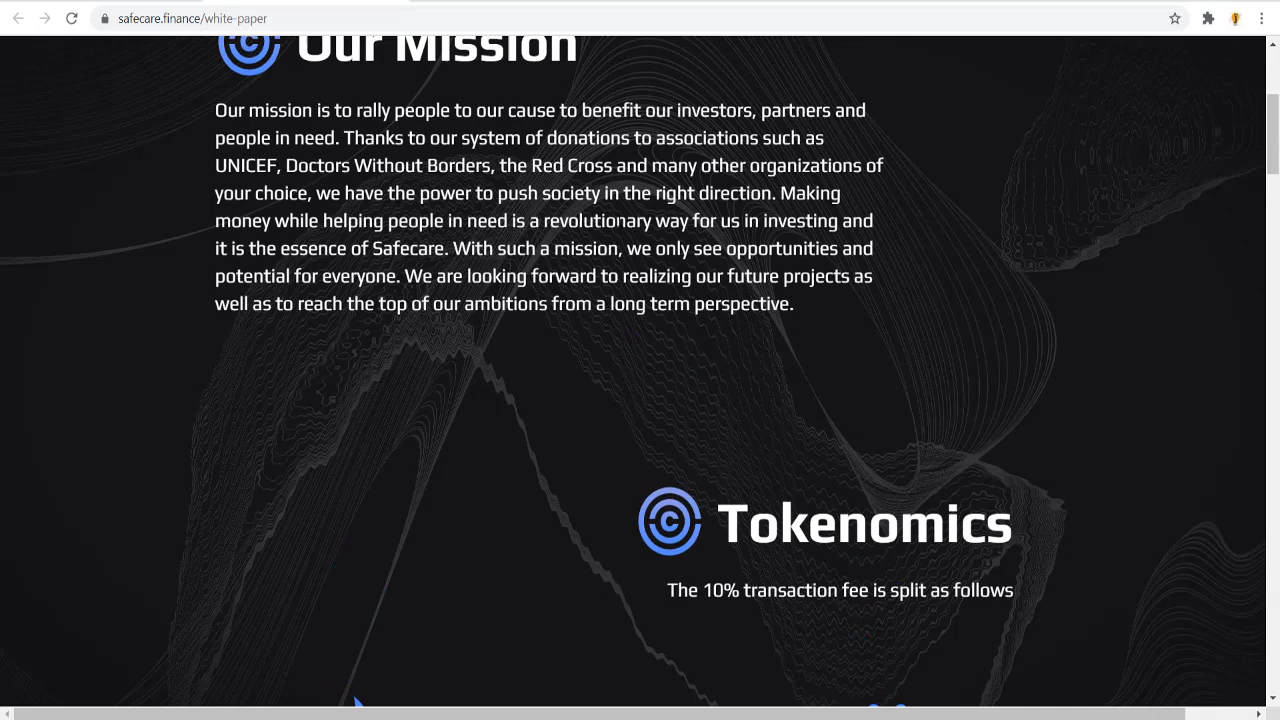 safecare.finance/white-paper
Our Mission
Our mission is to rally people to our cause to benefit our investors, partners and
people in need. Thanks to our system of donations to associations such as
UNICEF, Doctors Without Borders, the Red Cross and many other organizations of
your choice, we have the power to push society in the right direction. Making
money while helping people in need is a revolutionary way for us in investing and
it is the essence of Safecare. With such a mission, we only see opportunities and
potential for everyone. We are looking forward to realizing our future projects as
well as to reach the top of our ambitions from a long term perspective.
Tokenomics
The 10% transaction fee is split as follows